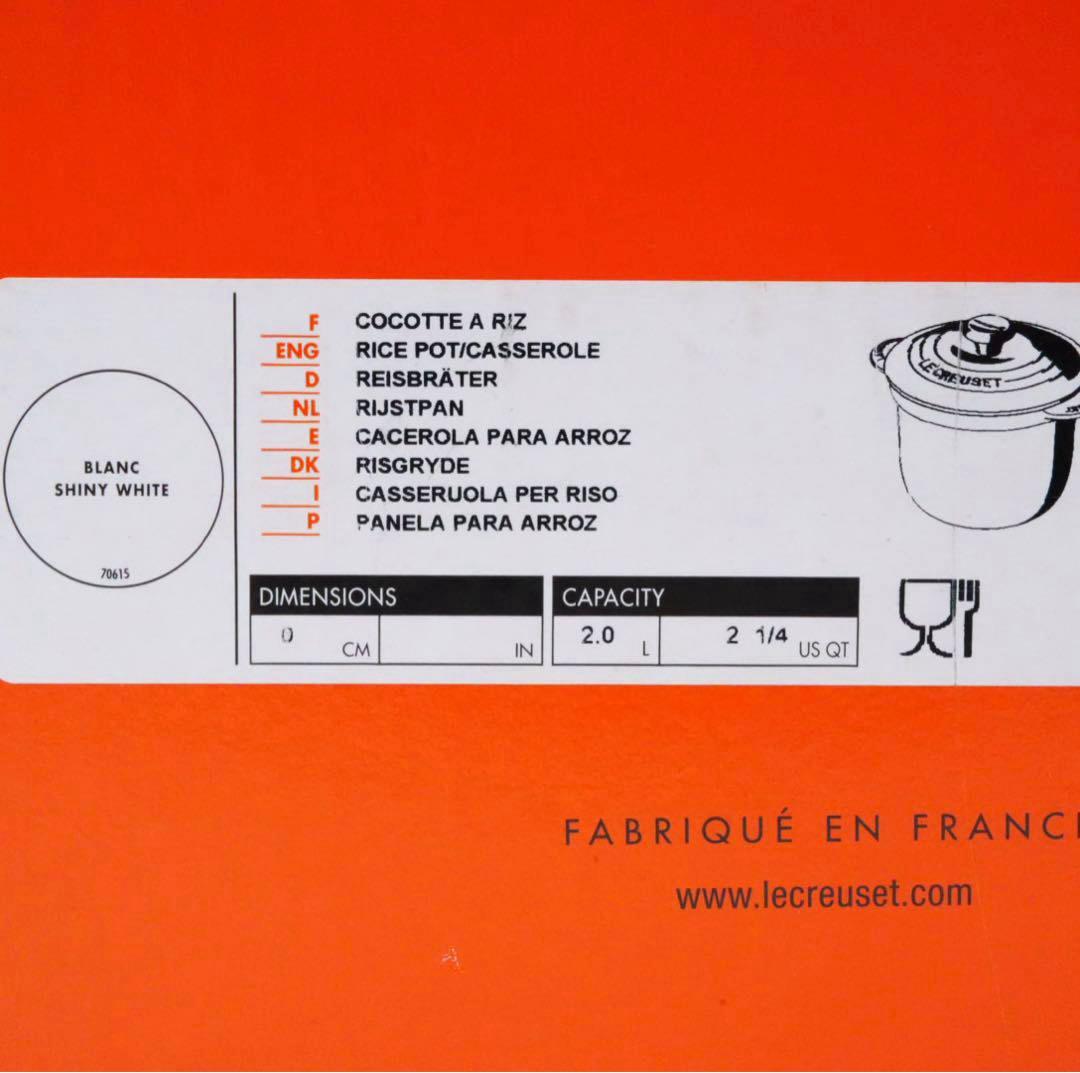 BLANC
SHINY WHITE
70615
F COCOTTE A RIZ
ENG RICE POT/CASSEROLE
D REISBRÄTER
NL RIJSTPAN
E CACEROLA PARA ARROZ
DK RISGRYDE
I CASSERUOLA PER RISO
P PANELA PARA ARROZ
LE CREUSET
DIMENSIONS
0 CM IN
CAPACITY
2.0 L 2 1/4 US QT
FABRIQUÉ EN FRANC
www.lecreuset.com